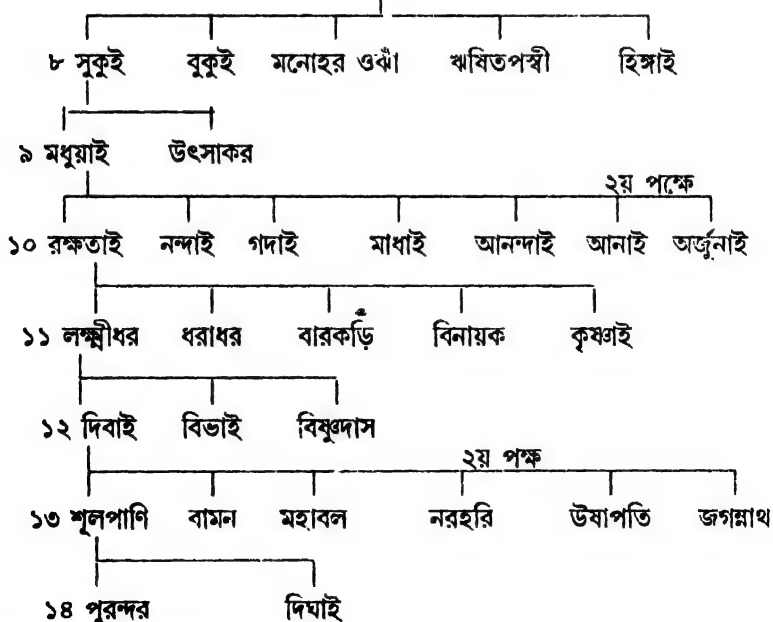 ৮ সুকুই বুকুই মনোহর ওঝাঁ ঋষিতপস্বী হিঙ্গাই
৯ মধুয়াই উৎসাকর
২য় পক্ষে
১০ রক্ষতাই নন্দাই গদাই মাধাই আনন্দাই আনাই অর্জুনাই
১১ লক্ষ্মীধর ধরাধর বারকড়ি বিনায়ক কৃষ্ণাই
১২ দিবাই বিভাই বিষ্ণুদাস
২য় পক্ষ
১৩ শূলপাণি বামন মহাবল নরহরি উষাপতি জগন্নাথ
১৪ পুরন্দর দিঘাই